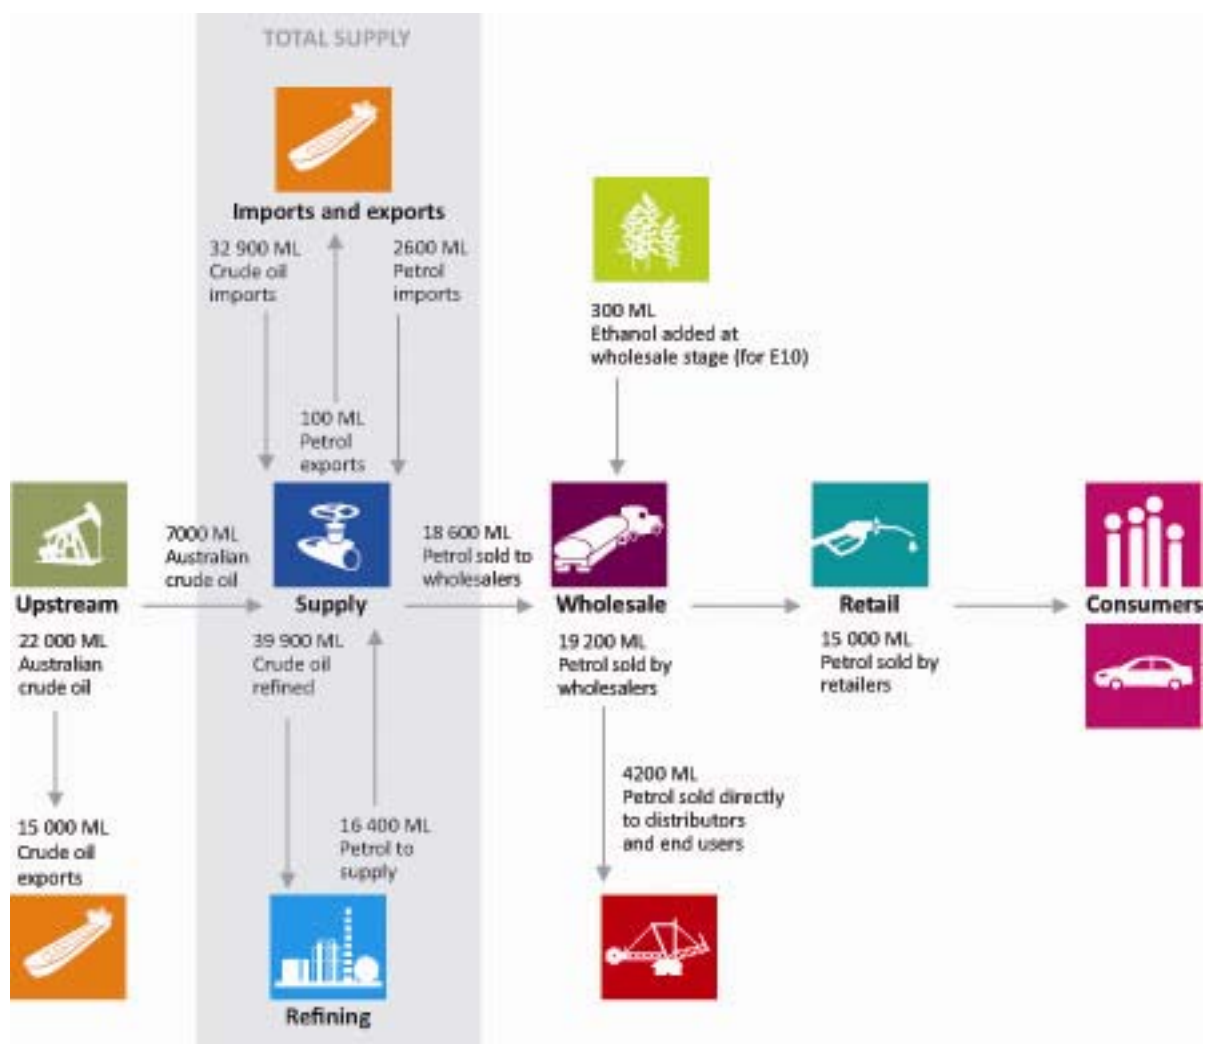 TOTAL SUPPLY
Imports and exports
32 900 ML
Crude oil
imports
2600 ML
Petrol
imports
100 ML
Petrol
exports
300 ML
Ethanol added at
wholesale stage (for E10)
7000 ML
Australian
crude oil
18 600 ML
Petrol sold to
wholesalers
Upstream
Supply
Wholesale
Retail
Consumers
22 000 ML
Australian
crude oil
39 900 ML
Crude oil
refined
19 200 ML
Petrol sold by
wholesalers
15 000 ML
Petrol sold by
retailers
15 000 ML
Crude oil
exports
16 400 ML
Petrol to
supply
4200 ML
Petrol sold directly
to distributors
and end users
Refining